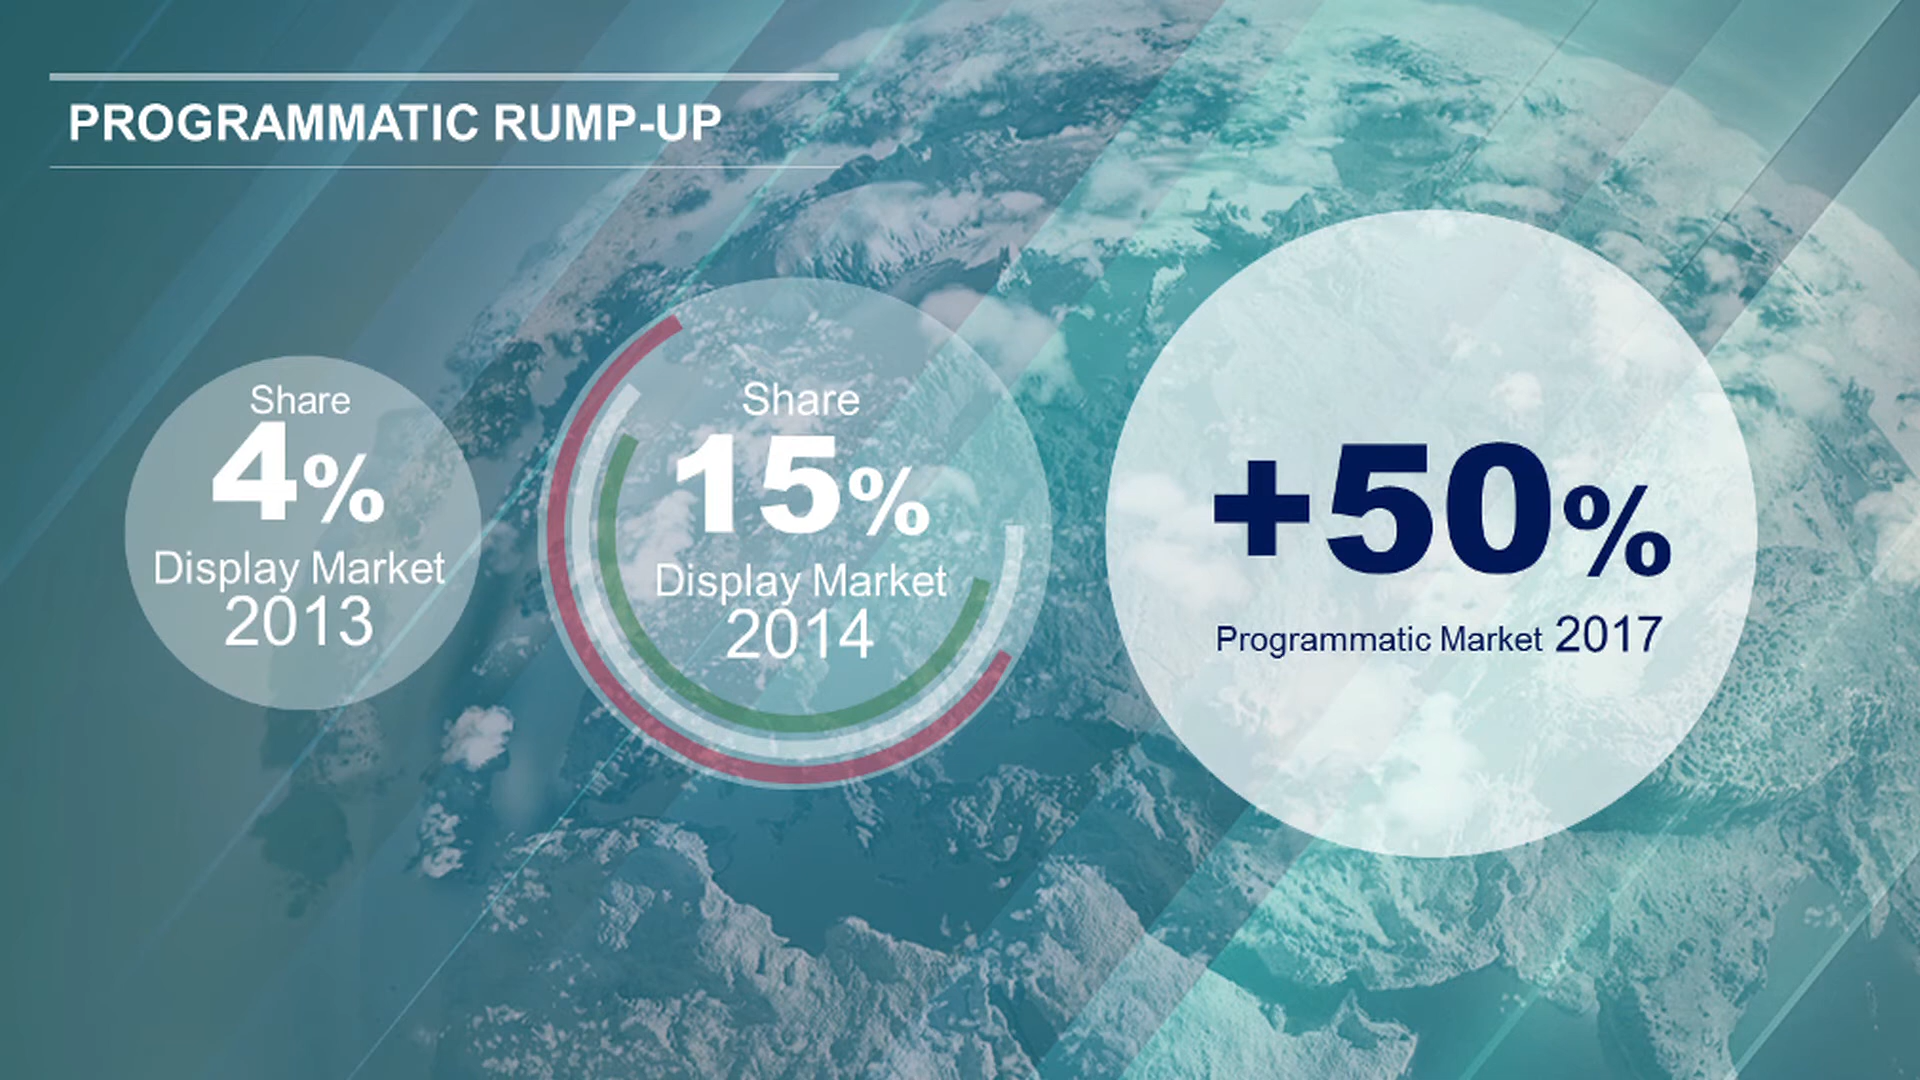 PROGRAMMATIC RUMP-UP
Share
4%
Display Market
2013
Share
15%
Display Market
2014
+50%
Programmatic Market 2017